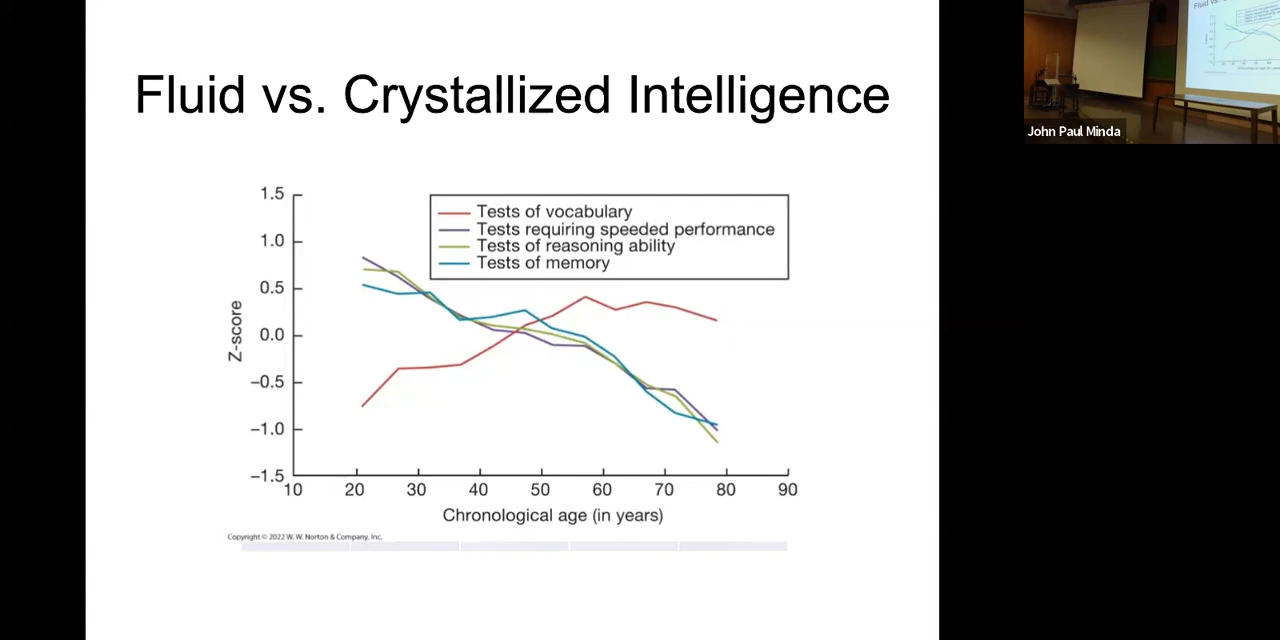 Fluid vs. Crystallized Intelligence
John Paul Minda
1.5
1.0
0.5
0.0
−0.5
−1.0
−1.5
Z-score
Tests of vocabulary
Tests requiring speeded performance
Tests of reasoning ability
Tests of memory
10 20 30 40 50 60 70 80 90
Chronological age (in years)
Copyright © 2022 W. W. Norton & Company, Inc.